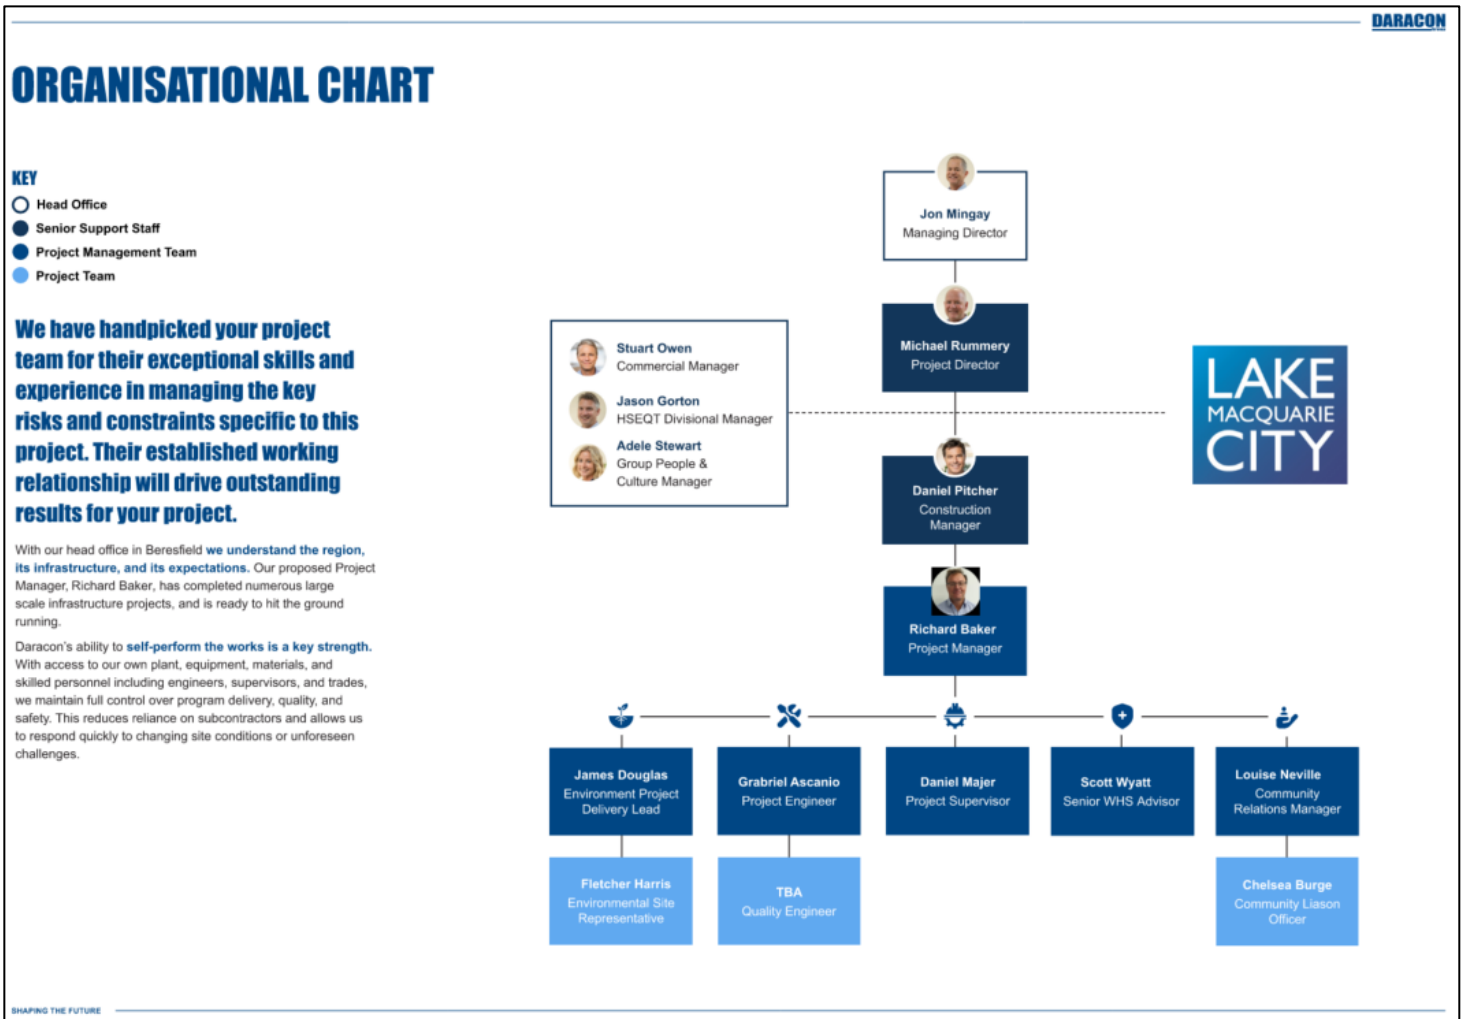 DARACON
ORGANISATIONAL CHART
KEY
Head Office
Senior Support Staff
Project Management Team
Project Team
We have handpicked your project
team for their exceptional skills and
experience in managing the key
risks and constraints specific to this
project. Their established working
relationship will drive outstanding
results for your project.
With our head office in Beresfield we understand the region,
its infrastructure, and its expectations. Our proposed Project
Manager, Richard Baker, has completed numerous large
scale infrastructure projects, and is ready to hit the ground
running.
Daracon's ability to self-perform the works is a key strength.
With access to our own plant, equipment, materials, and
skilled personnel including engineers, supervisors, and trades,
we maintain full control over program delivery, quality, and
safety. This reduces reliance on subcontractors and allows us
to respond quickly to changing site conditions or unforeseen
challenges.
Jon Mingay
Managing Director
Michael Rummery
Project Director
Stuart Owen
Commercial Manager
Jason Gorton
HSEQT Divisional Manager
Adele Stewart
Group People &
Culture Manager
LAKE
MACQUARIE
CITY
Daniel Pitcher
Construction
Manager
Richard Baker
Project Manager
James Douglas
Environment Project
Delivery Lead
Grabriel Ascanio
Project Engineer
Daniel Majer
Project Supervisor
Scott Wyatt
Senior WHS Advisor
Louise Neville
Community
Relations Manager
Fletcher Harris
Environmental Site
Representative
TBA
Quality Engineer
Chelsea Burge
Community Liason
Officer
SHAPING THE FUTURE